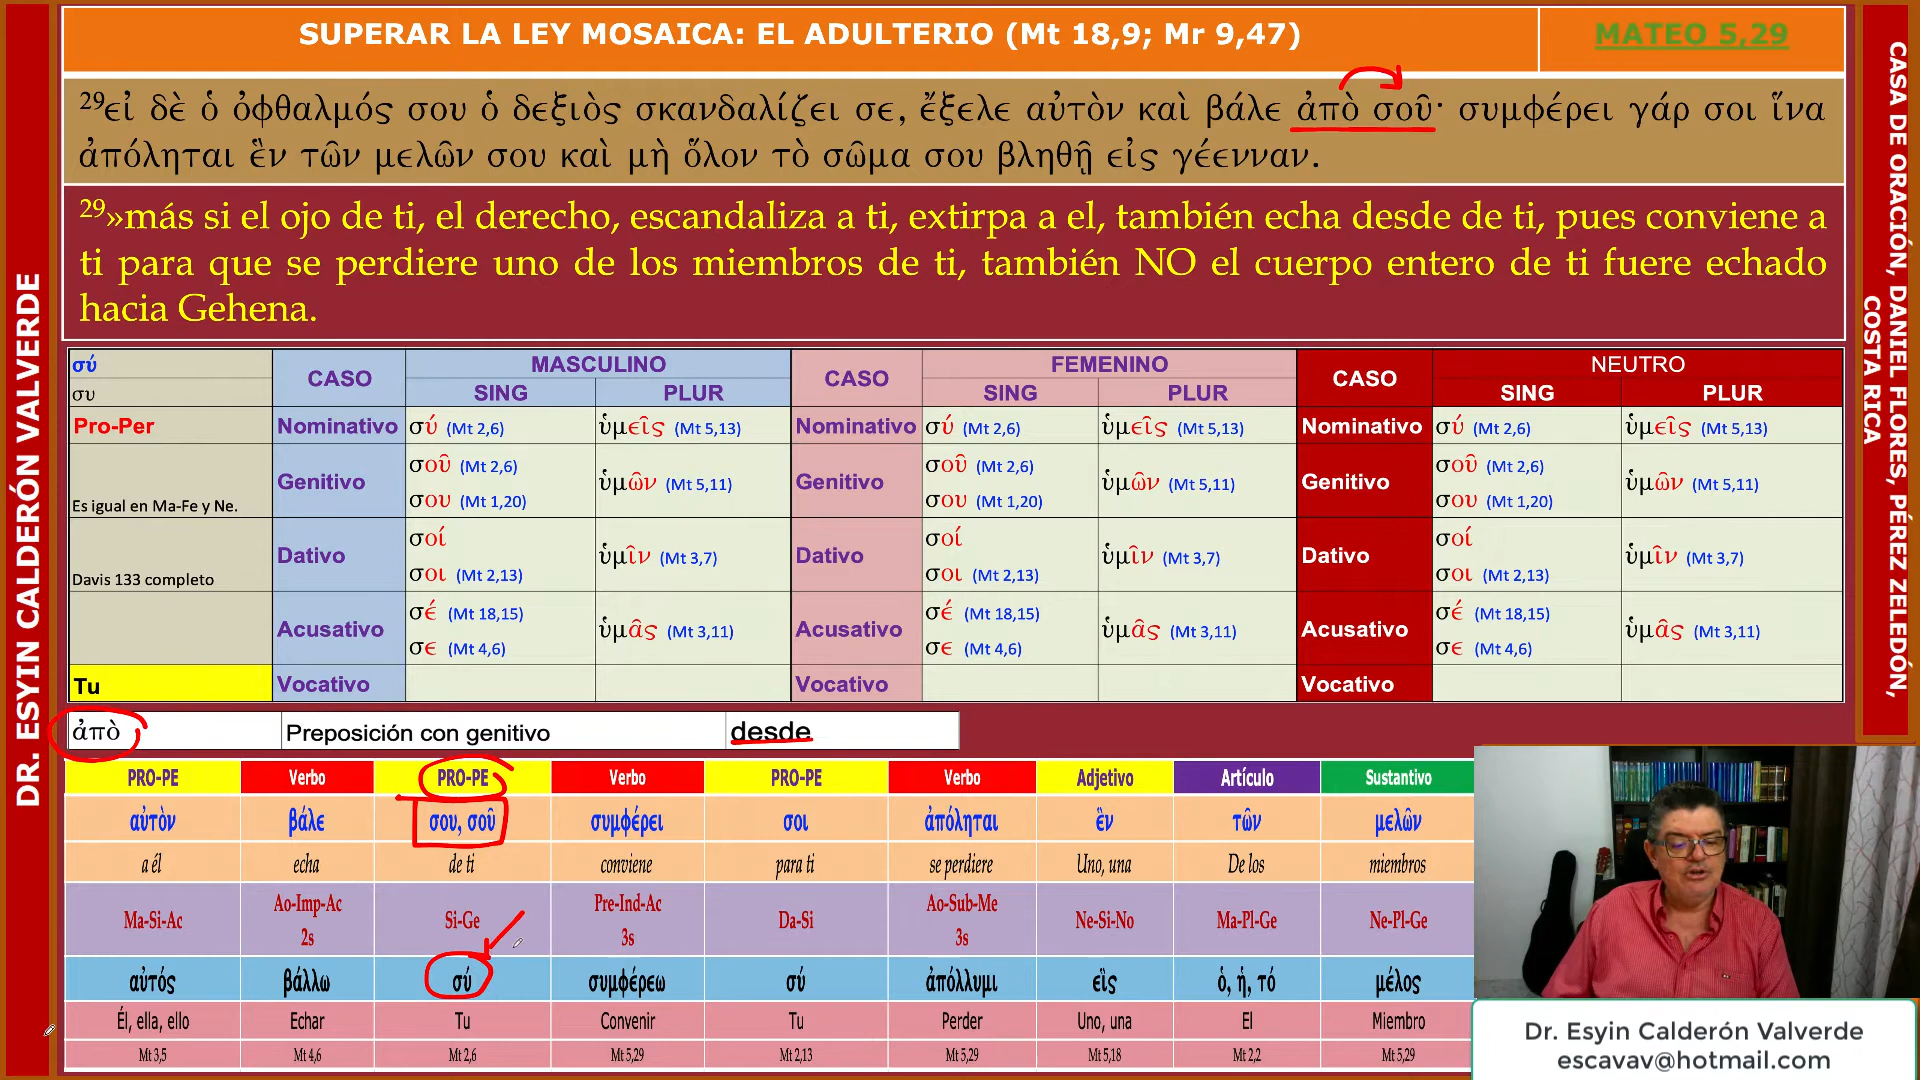 SUPERAR LA LEY MOSAICA: EL ADULTERIO (Mt 18,9; Mr 9,47)
MATEO 5,29
²⁹εἰ δὲ ὁ ὀφθαλμός σου ὁ δεξιὸς σκανδαλίζει σε, ἔξελε αὐτὸν καὶ βάλε ἀπὸ σοῦ· συμφέρει γάρ σοι ἵνα
ἀπόληται ἓν τῶν μελῶν σου καὶ μὴ ὅλον τὸ σῶμα σου βληθῇ εἰς γέενναν.
²⁹»más si el ojo de ti, el derecho, escandaliza a ti, extirpa a el, también echa desde de ti, pues conviene a
ti para que se perdiere uno de los miembros de ti, también NO el cuerpo entero de ti fuere echado
hacia Gehena.
σύ CASO MASCULINO CASO FEMENINO CASO NEUTRO
συ SING PLUR SING PLUR SING PLUR
Pro-Per Nominativo σύ (Mt 2,6) ὑμεῖς (Mt 5,13) Nominativo σύ (Mt 2,6) ὑμεῖς (Mt 5,13) Nominativo σύ (Mt 2,6) ὑμεῖς (Mt 5,13)
Es igual en Ma-Fe y Ne. Genitivo σοῦ (Mt 2,6) σου (Mt 1,20) ὑμῶν (Mt 5,11) Genitivo σοῦ (Mt 2,6) σου (Mt 1,20) ὑμῶν (Mt 5,11) Genitivo σοῦ (Mt 2,6) σου (Mt 1,20) ὑμῶν (Mt 5,11)
Davis 133 completo Dativo σοί σοι (Mt 2,13) ὑμῖν (Mt 3,7) Dativo σοί σοι (Mt 2,13) ὑμῖν (Mt 3,7) Dativo σοί σοι (Mt 2,13) ὑμῖν (Mt 3,7)
Acusativo σέ (Mt 18,15) σε (Mt 4,6) ὑμᾶς (Mt 3,11) Acusativo σέ (Mt 18,15) σε (Mt 4,6) ὑμᾶς (Mt 3,11) Acusativo σέ (Mt 18,15) σε (Mt 4,6) ὑμᾶς (Mt 3,11)
Tu Vocativo Vocativo Vocativo
ἀπὸ Preposición con genitivo desde
PRO-PE Verbo PRO-PE Verbo PRO-PE Verbo Adjetivo Artículo Sustantivo
αὐτὸν βάλε σου, σοῦ συμφέρει σοι ἀπόληται ἓν τῶν μελῶν
a él echa de ti conviene para ti se perdiere Uno, una De los miembros
Ma-Si-Ac Ao-Imp-Ac 2s Si-Ge Pre-Ind-Ac 3s Da-Si Ao-Sub-Me 3s Ne-Si-No Ma-Pl-Ge Ne-Pl-Ge
αὐτός βάλλω σύ συμφέρεω σύ ἀπόλλυμι εἷς ὁ, ἡ, τό μέλος
Él, ella, ello Echar Tu Convenir Tu Perder Uno, una El Miembro
Mt 3,5 Mt 4,6 Mt 2,6 Mt 5,29 Mt 2,13 Mt 5,29 Mt 5,18 Mt 2,2 Mt 5,29
DR. ESYIN CALDERÓN VALVERDE
CASA DE ORACIÓN, DANIEL FLORES, PÉREZ ZELEDÓN,
COSTA RICA
Dr. Esyin Calderón Valverde
escavav@hotmail.com